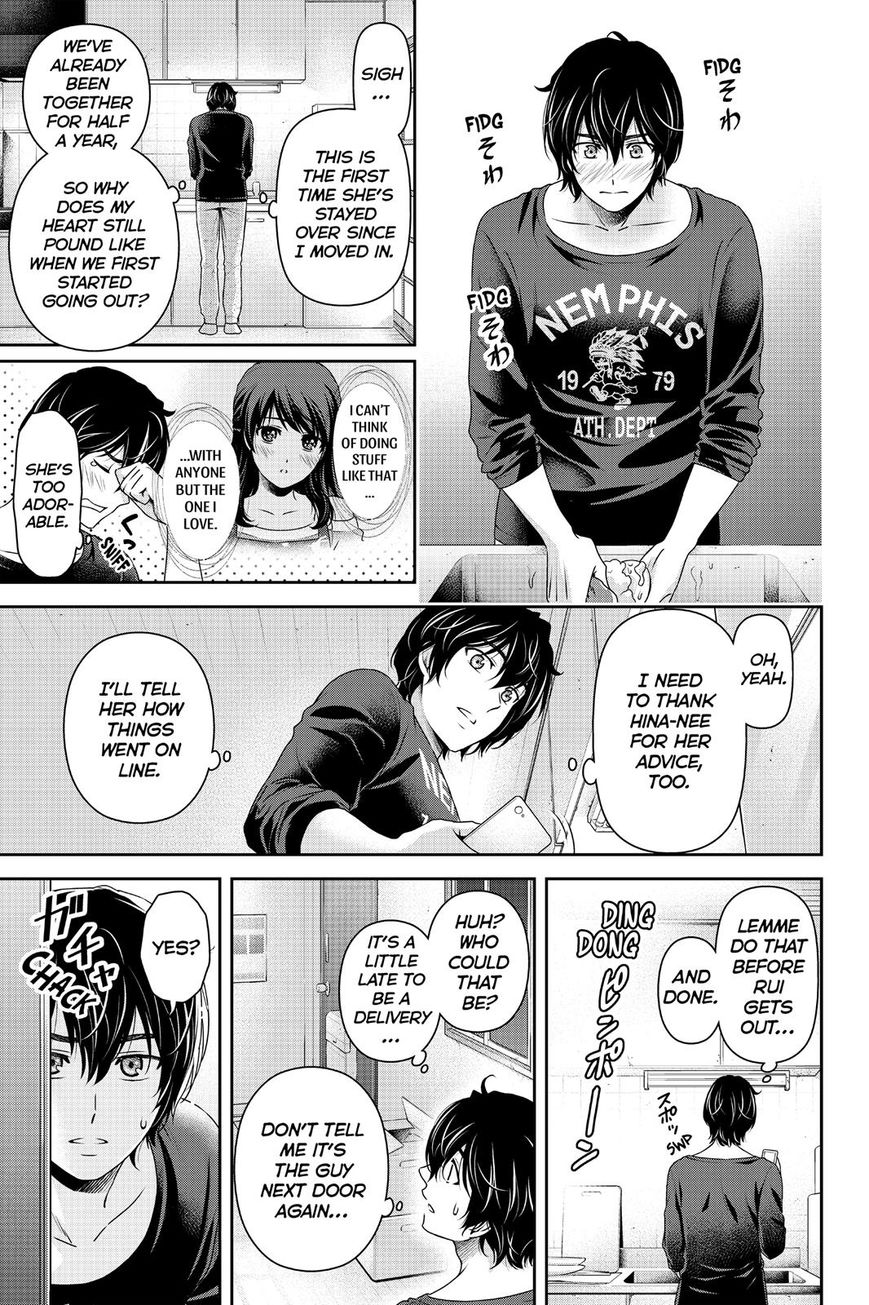 FIDG
そわ
FIDG
そわ
FIDG
そわ
NEMPHIS
1979
ATH.DEPT
SIGH
...
THIS IS
THE FIRST
TIME SHE'S
STAYED
OVER SINCE
I MOVED IN.
WE'VE
ALREADY
BEEN
TOGETHER
FOR HALF
A YEAR,
SO WHY
DOES MY
HEART STILL
POUND LIKE
WHEN WE FIRST
STARTED
GOING OUT?
I CAN'T
THINK
OF DOING
STUFF
LIKE THAT
...
...WITH
ANYONE
BUT THE
ONE I
LOVE.
SHE'S
TOO
ADOR-
ABLE.
くっ
SNIFF
OH,
YEAH.
I NEED
TO THANK
HINA-NEE
FOR HER
ADVICE,
TOO.
I'LL TELL
HER HOW
THINGS
WENT ON
LINE.
NE
LEMME
DO THAT
BEFORE
RUI
GETS
OUT...
AND
DONE.
スポッ
SWP
DING
DONG
ピンポーン
HUH?
WHO
COULD
THAT
BE?
IT'S A
LITTLE
LATE TO
BE A
DELIVERY
...
DON'T TELL
ME IT'S
THE GUY
NEXT DOOR
AGAIN...
YES?
ガチャ
CHACK